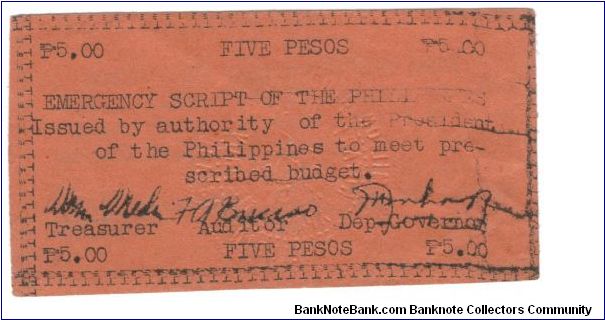 ₱5.00 FIVE PESOS ₱5.00
EMERGENCY SCRIPT OF THE PHILIPPINES
Issued by authority of the President
of the Philippines to meet pre-
scribed budget.
Treasurer Auditor Dep-Governor
₱5.00 FIVE PESOS ₱5.00
BankNoteBank.com Banknote Collectors Community